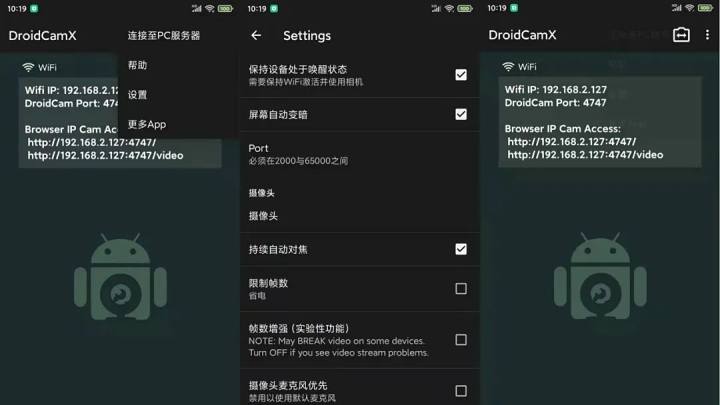 10:19
DroidCamX
WiFi
Wifi IP: 192.168.2.12
DroidCam Port: 474
Browser IP Cam Access:
http://192.168.2.127:4747/
http://192.168.2.127:4747/video
连接至PC服务器
帮助
设置
更多App
10:19
Settings
保持设备处于唤醒状态
需要保持WiFi激活并使用相机
屏幕自动变暗
Port
必须在2000与65000之间
摄像头
摄像头
持续自动对焦
限制帧数
省电
帧数增强 (实验性功能)
NOTE: May BREAK video on some devices.
Turn OFF if you see video stream problems.
摄像头麦克风优先
禁用以使用默认麦克风
10:19
DroidCamX
WiFi
Wifi IP: 192.168.2.127
DroidCam Port: 4747
Browser IP Cam Access:
http://192.168.2.127:4747/
http://192.168.2.127:4747/video